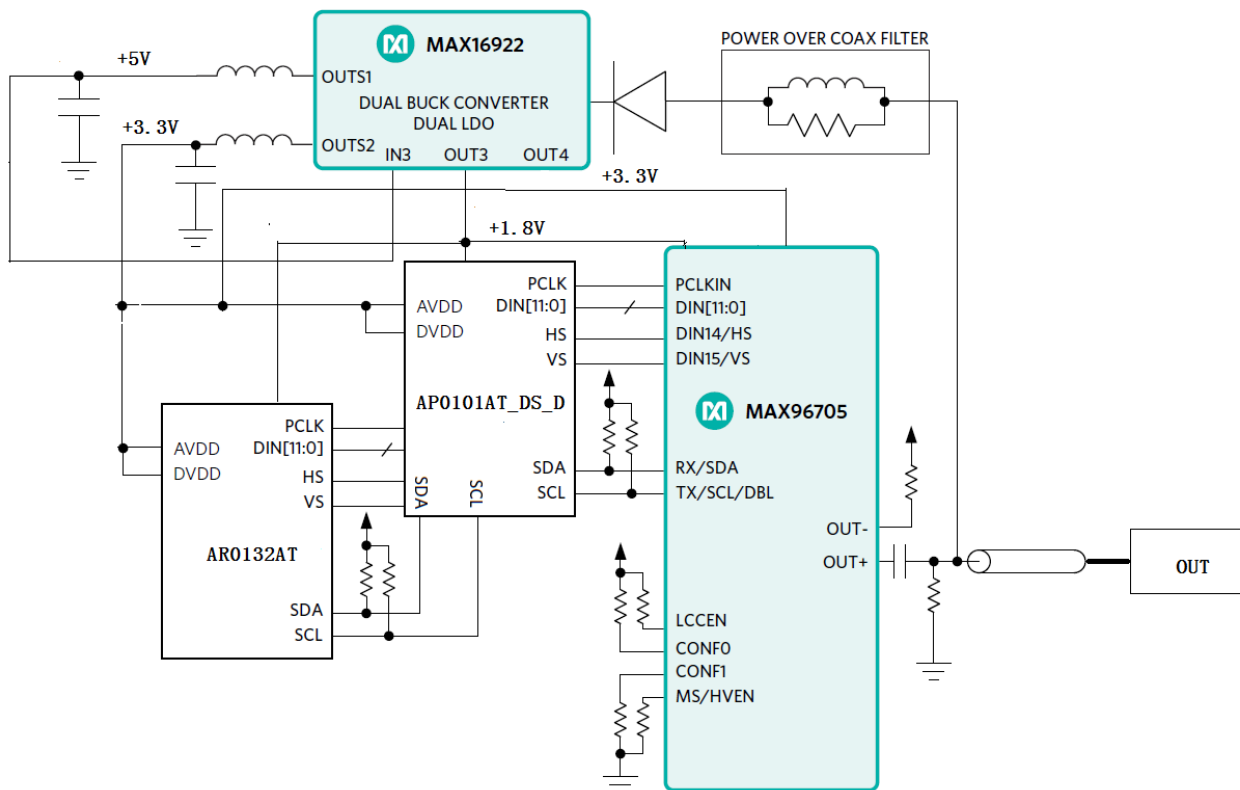 MAX16922
POWER OVER COAX FILTER
+5V
OUTS1
DUAL BUCK CONVERTER
DUAL LDO
+3.3V
OUTS2
IN3
OUT3
OUT4
+3.3V
+1.8V
PCLK
DIN[11:0]
HS
VS
AVDD
DVDD
AP0101AT_DS_D
SDA
SCL
SDA
SCL
PCLKIN
DIN[11:0]
DIN14/HS
DIN15/VS
MAX96705
RX/SDA
TX/SCL/DBL
OUT-
OUT+
LCCEN
CONF0
CONF1
MS/HVEN
PCLK
DIN[11:0]
HS
VS
AVDD
DVDD
AR0132AT
SDA
SCL
OUT